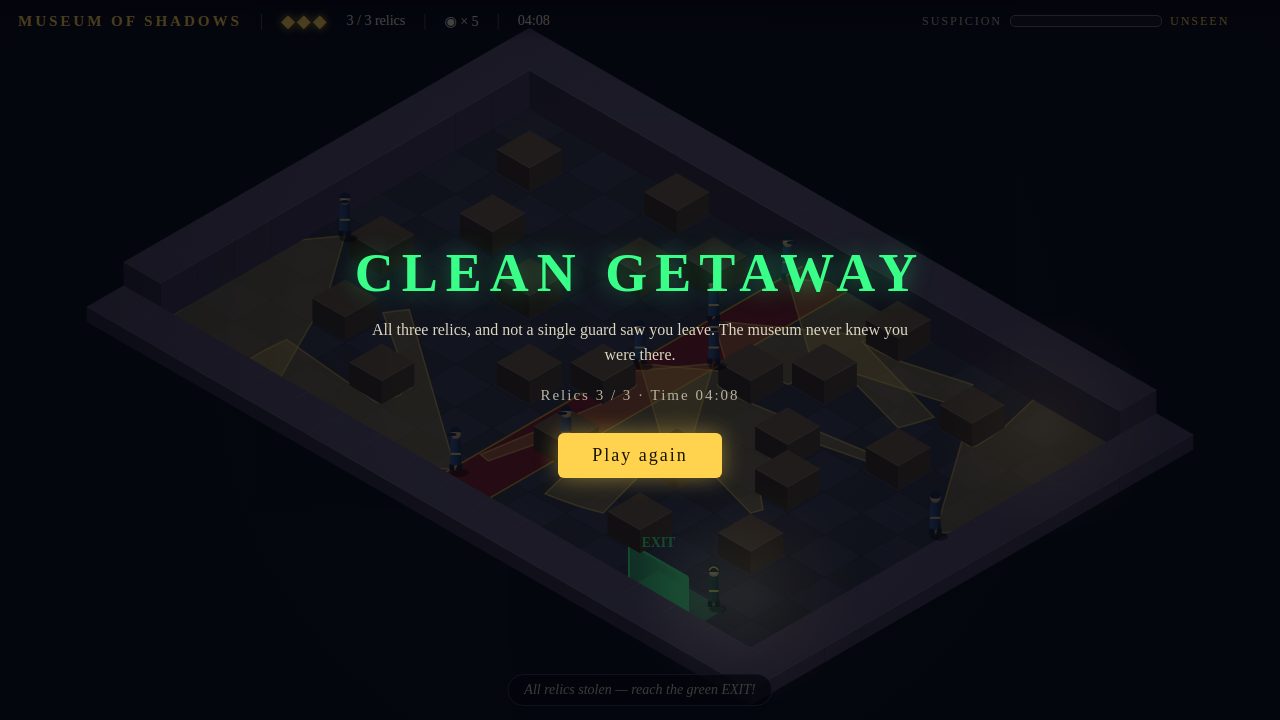 MUSEUM OF SHADOWS
3 / 3 relics
× 5
04:08
SUSPICION
UNSEEN
CLEAN GETAWAY
All three relics, and not a single guard saw you leave. The museum never knew you
were there.
Relics 3 / 3 · Time 04:08
Play again
EXIT
All relics stolen — reach the green EXIT!